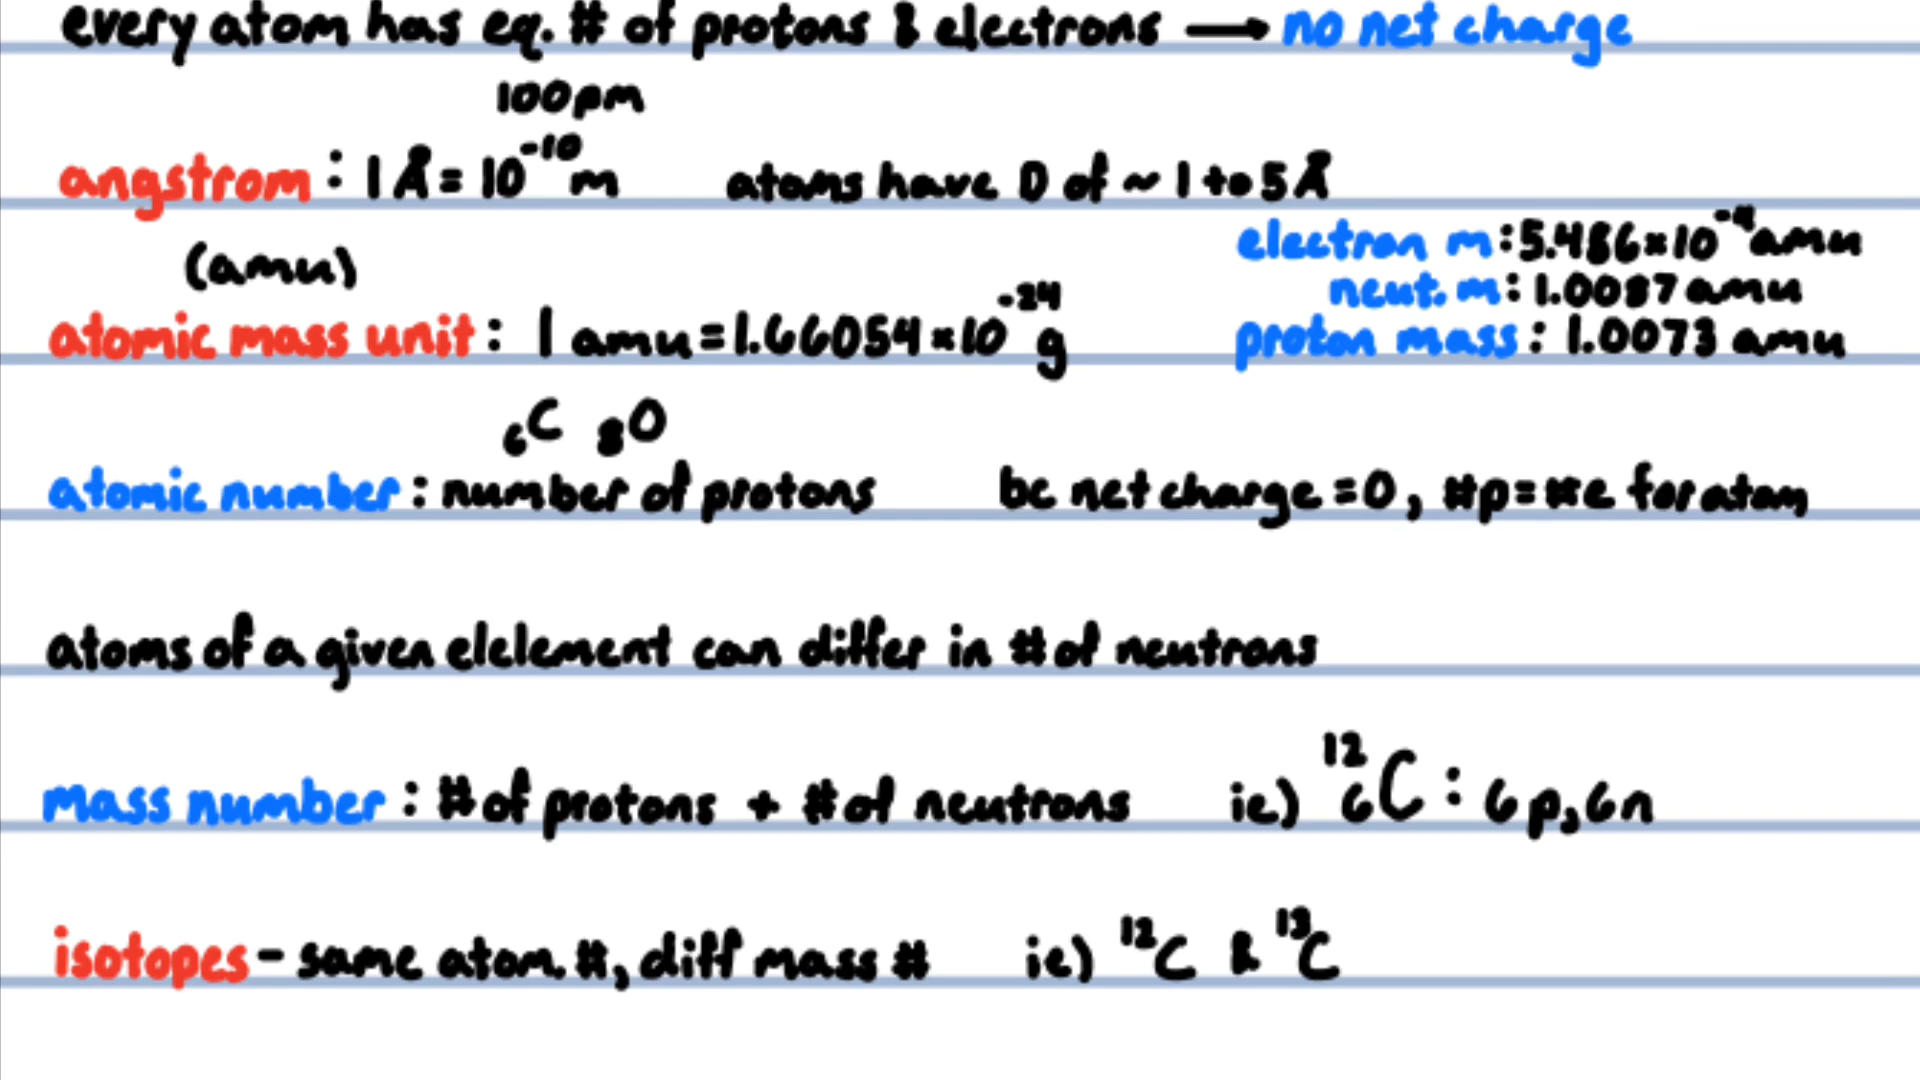 every atom has eq. # of protons & electrons → no net charge
100pm
angstrom : 1 Å = 10⁻¹⁰ m atoms have D of ~ 1 to 5 Å
electron m : 5.486 x 10⁻⁴ amu
(amu)
neut. m : 1.0087 amu
atomic mass unit : 1 amu = 1.66054 x 10⁻²⁴ g proton mass : 1.0073 amu
₆C ₈O
atomic number : number of protons bc net charge = 0, #p = #e for atom
atoms of a given elelement can differ in # of neutrons
mass number : # of protons + # of neutrons ie) ¹²₆C : 6p, 6n
isotopes - same atom. #, diff mass # ie) ¹²C & ¹³C